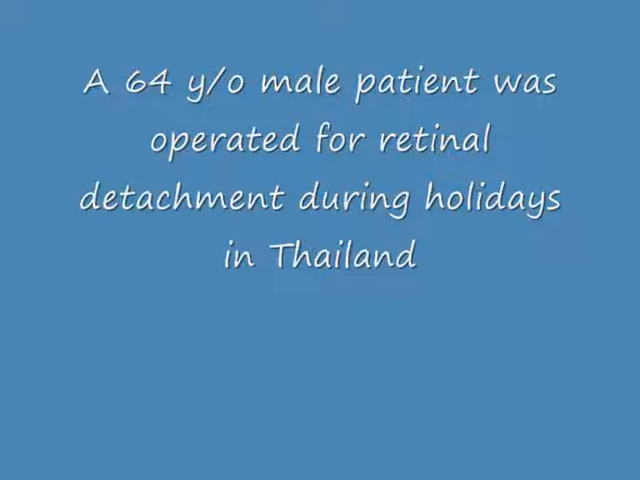 A 64 y/o male patient was
operated for retinal
detachment during holidays
in Thailand